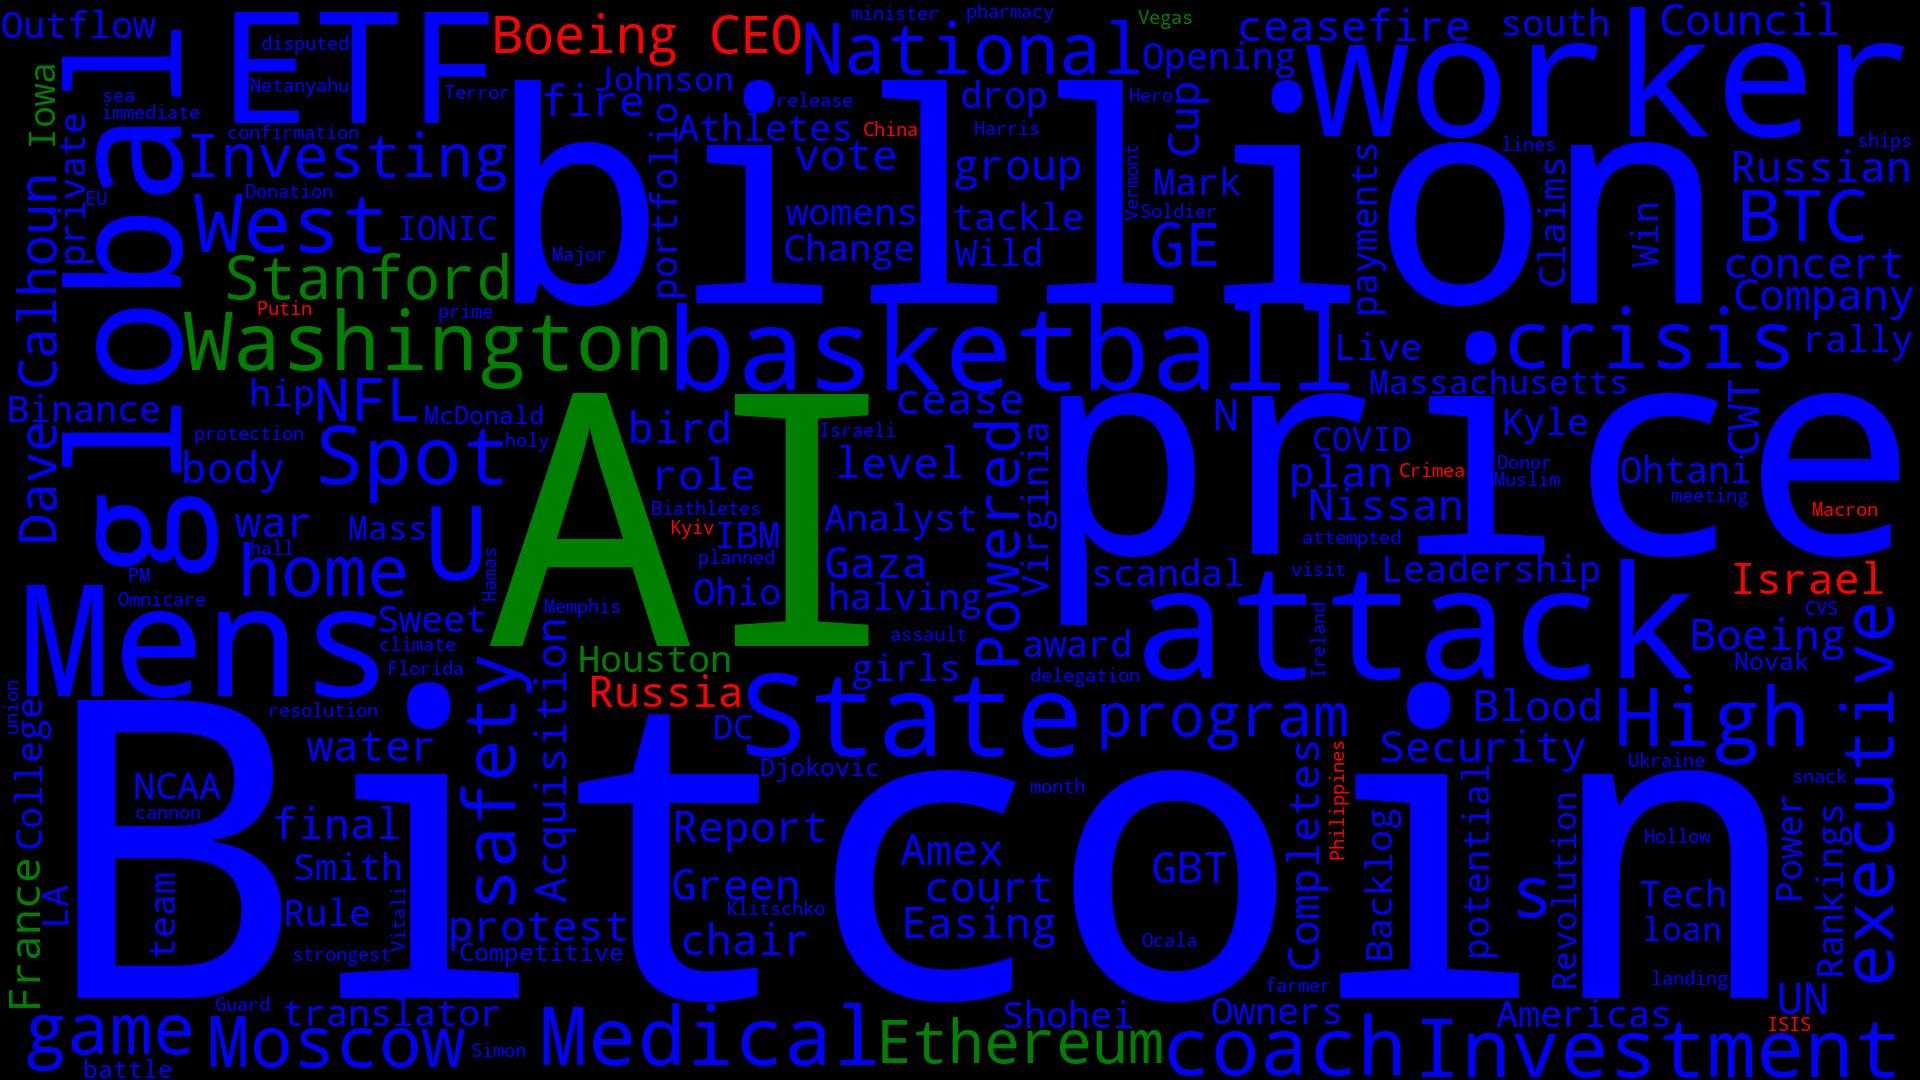 Outflow
ETF
disputed
Netanyahu
Boeing CEO
National
minister
pharmacy
Vegas
Opening
ceasefire
south
Council
worker
Iowa
global
sea
immediate
private
EU
confirmation
Investing
Terror
fire
Johnson
release
drop
Hero
Cup
billion
Athletes
China
Harris
portfolio
vote
group
Vermont
Mark
lines
ships
Russian
payments
Claims
Win
BTC
Donation
West
IONIC
Major
womens
tackle
Soldier
Change
Wild
GE
concert
Company
Stanford
Putin
prime
Washington
basketball
Live
crisis
rally
Dave Calhoun
Binance
hip
NFL
McDonald
protection
holy
Spot
body
AI
bird
cease
Israeli
role
level
Powered
Virginia
price
N
Massachusetts
COVID
Kyle
CWT
plan
Crimea
Donor
Muslim
Ohtani
meeting
Macron
Nissan
attempted
war
hall
Mass
U
home
Hamas
Biathletes
Kyiv
IBM
planned
Analyst
Gaza
Ohio
halving
Memphis
assault
PM
Omnicare
Mens
Sweet
climate
Florida
scandal
visit
Leadership
Israel
attack
Ireland
CVS
Boeing
Novak
executive
Houston
Russia
girls
award
delegation
union
College
resolution
water
safety
Acquisition
DC
State
program
Blood
High
Security
Ukraine
snack
Bitcoin
NCAA
cannon
final
Smith
Djokovic
month
Report
Amex
Completes
Philippines
Backlog
potential
Revolution
Hollow
Power
Rankings
France
LA
team
Rule
Vitali
strongest
protest
Competitive
Green
Klitschko
chair
court
Easing
GBT
Ocala
s
Tech
loan
landing
farmer
Guard
translator
game
battle
Moscow
Simon
Medical
Ethereum
Shohei
coach
Owners
Americas
UN
ISIS
Investment